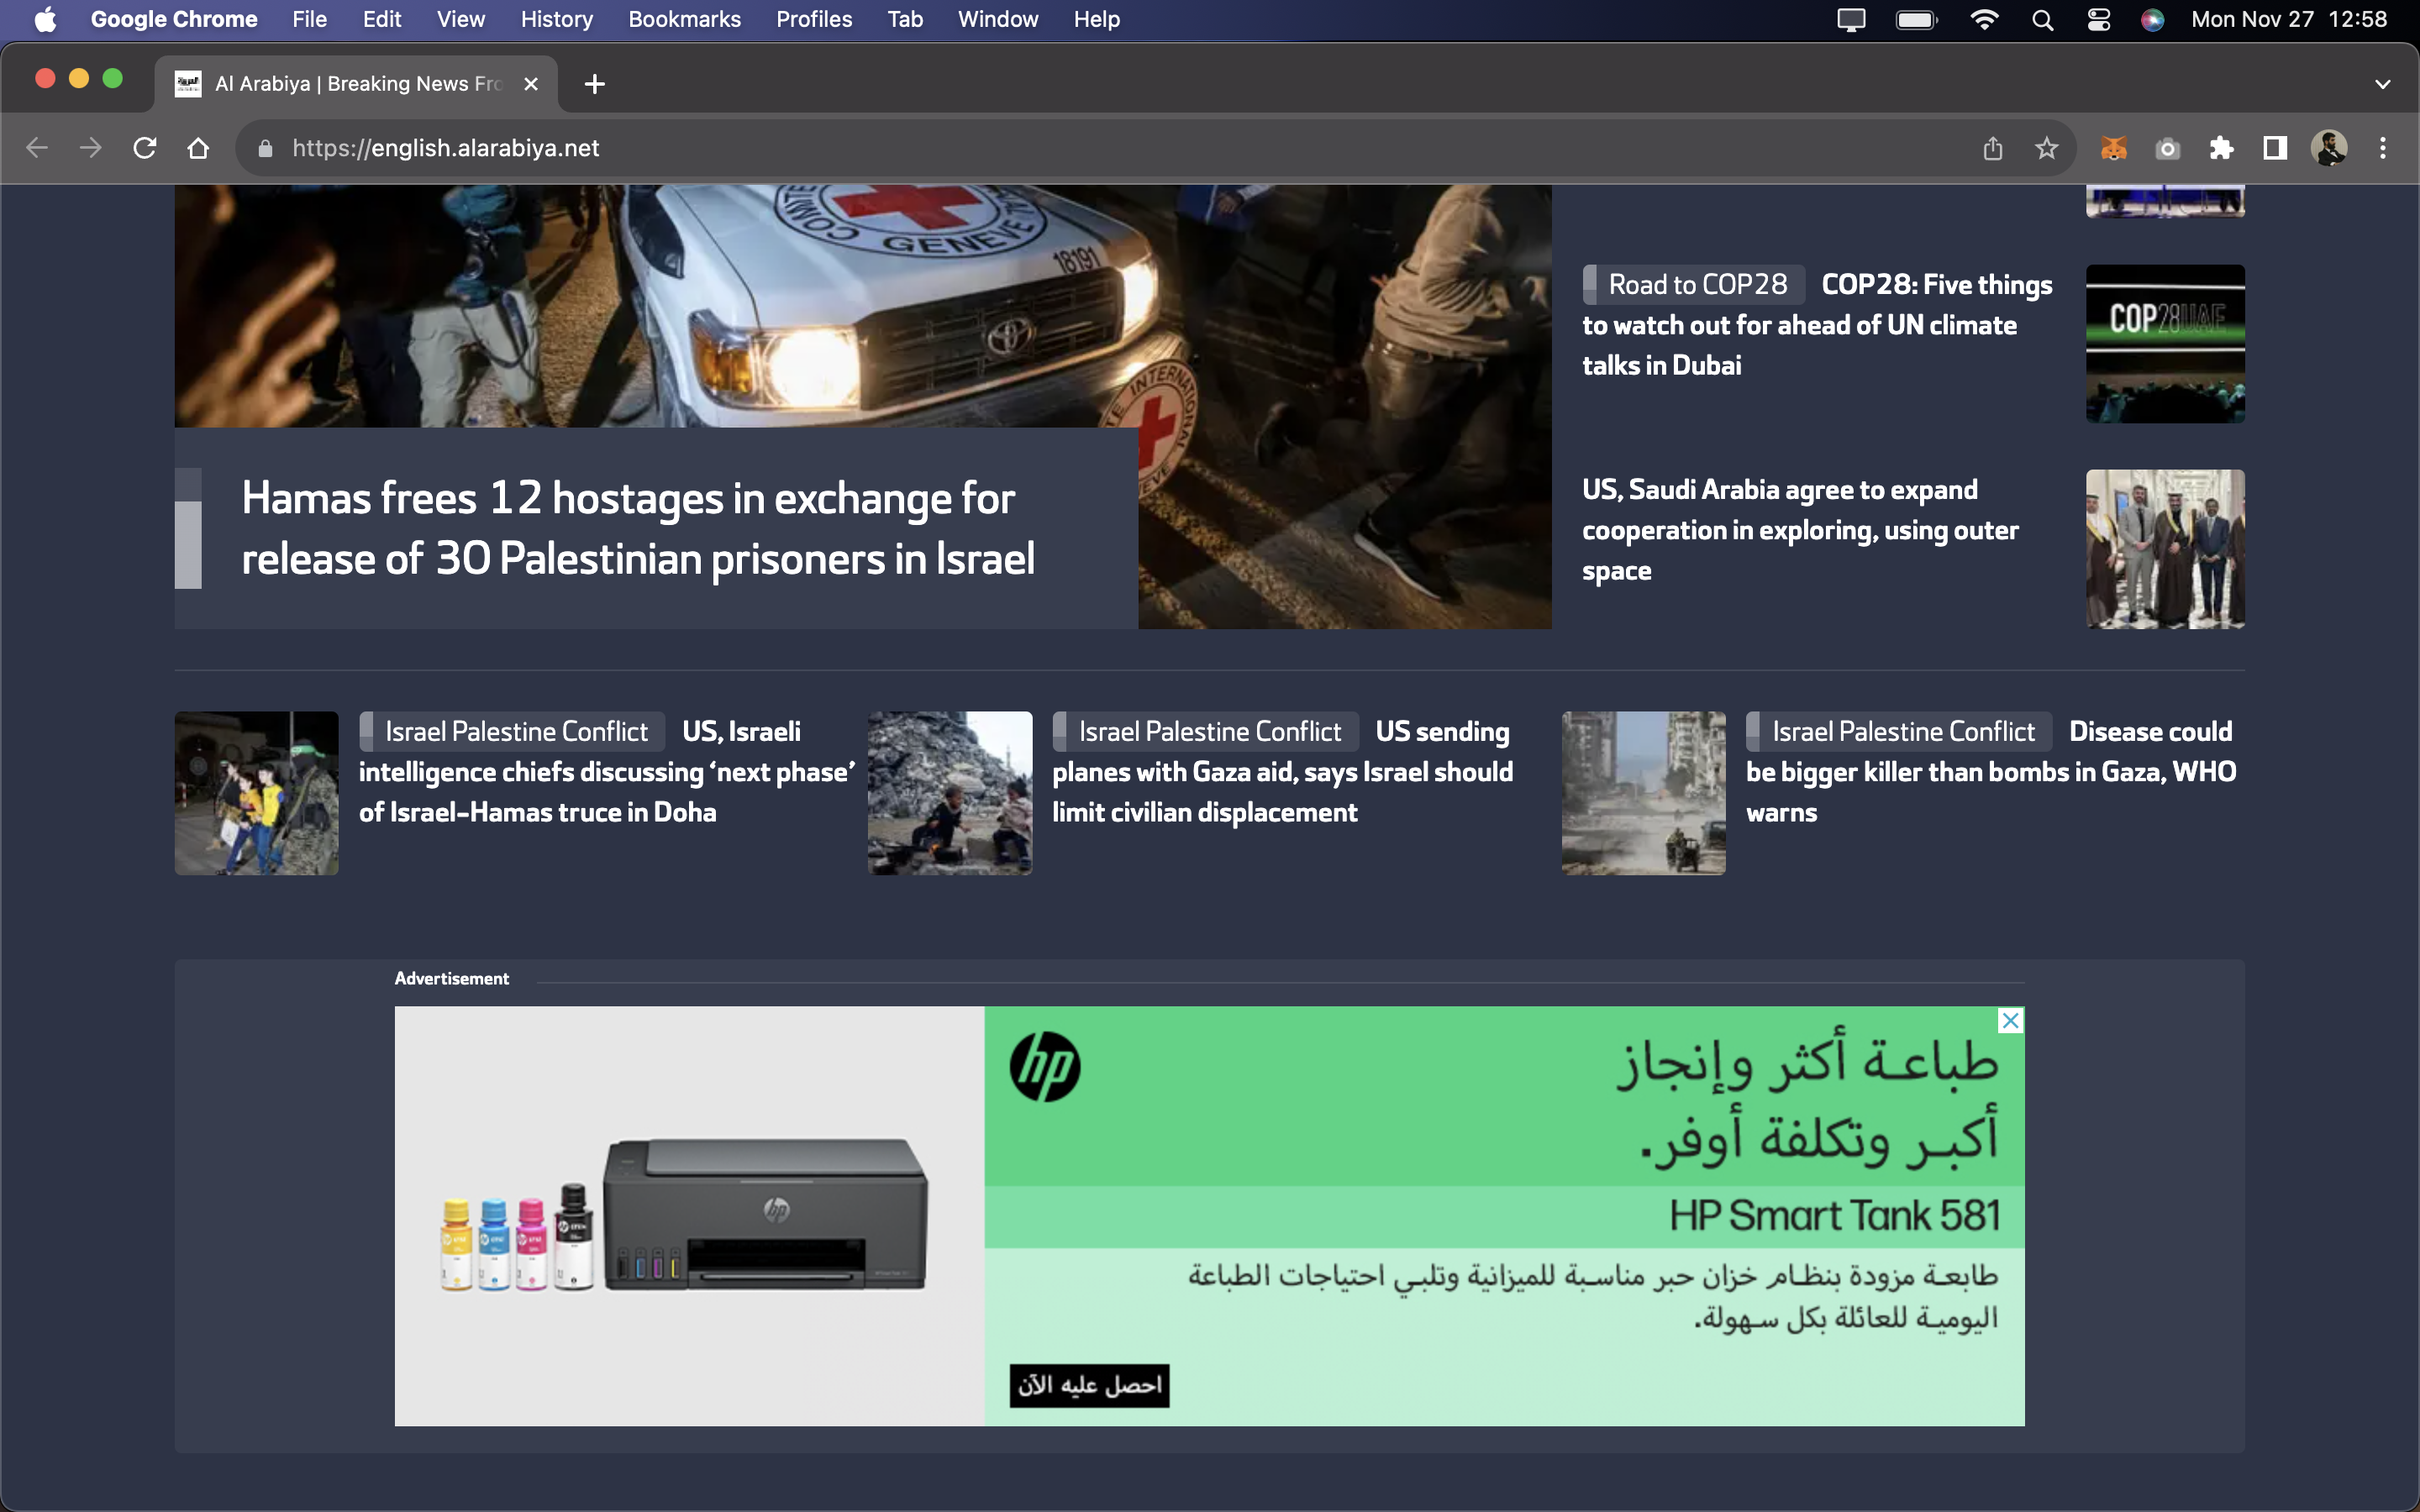 Google Chrome File Edit View History Bookmarks Profiles Tab Window Help Mon Nov 27 12:58
Al Arabiya | Breaking News Fro
https://english.alarabiya.net
COMITE
GENEVE
18191
INTERNATIONAL
Hamas frees 12 hostages in exchange for
release of 30 Palestinian prisoners in Israel
Road to COP28 COP28: Five things
to watch out for ahead of UN climate
talks in Dubai
COP28UAE
US, Saudi Arabia agree to expand
cooperation in exploring, using outer
space
Israel Palestine Conflict US, Israeli
intelligence chiefs discussing ‘next phase’
of Israel-Hamas truce in Doha
Israel Palestine Conflict US sending
planes with Gaza aid, says Israel should
limit civilian displacement
Israel Palestine Conflict Disease could
be bigger killer than bombs in Gaza, WHO
warns
Advertisement
hp
hp
طباعة أكثر وإنجاز
أكبر وتكلفة أوفر.
HP Smart Tank 581
طابعة مزودة بنظام خزان حبر مناسبة للميزانية وتلبي احتياجات الطباعة
اليومية للعائلة بكل سهولة.
احصل عليه الآن